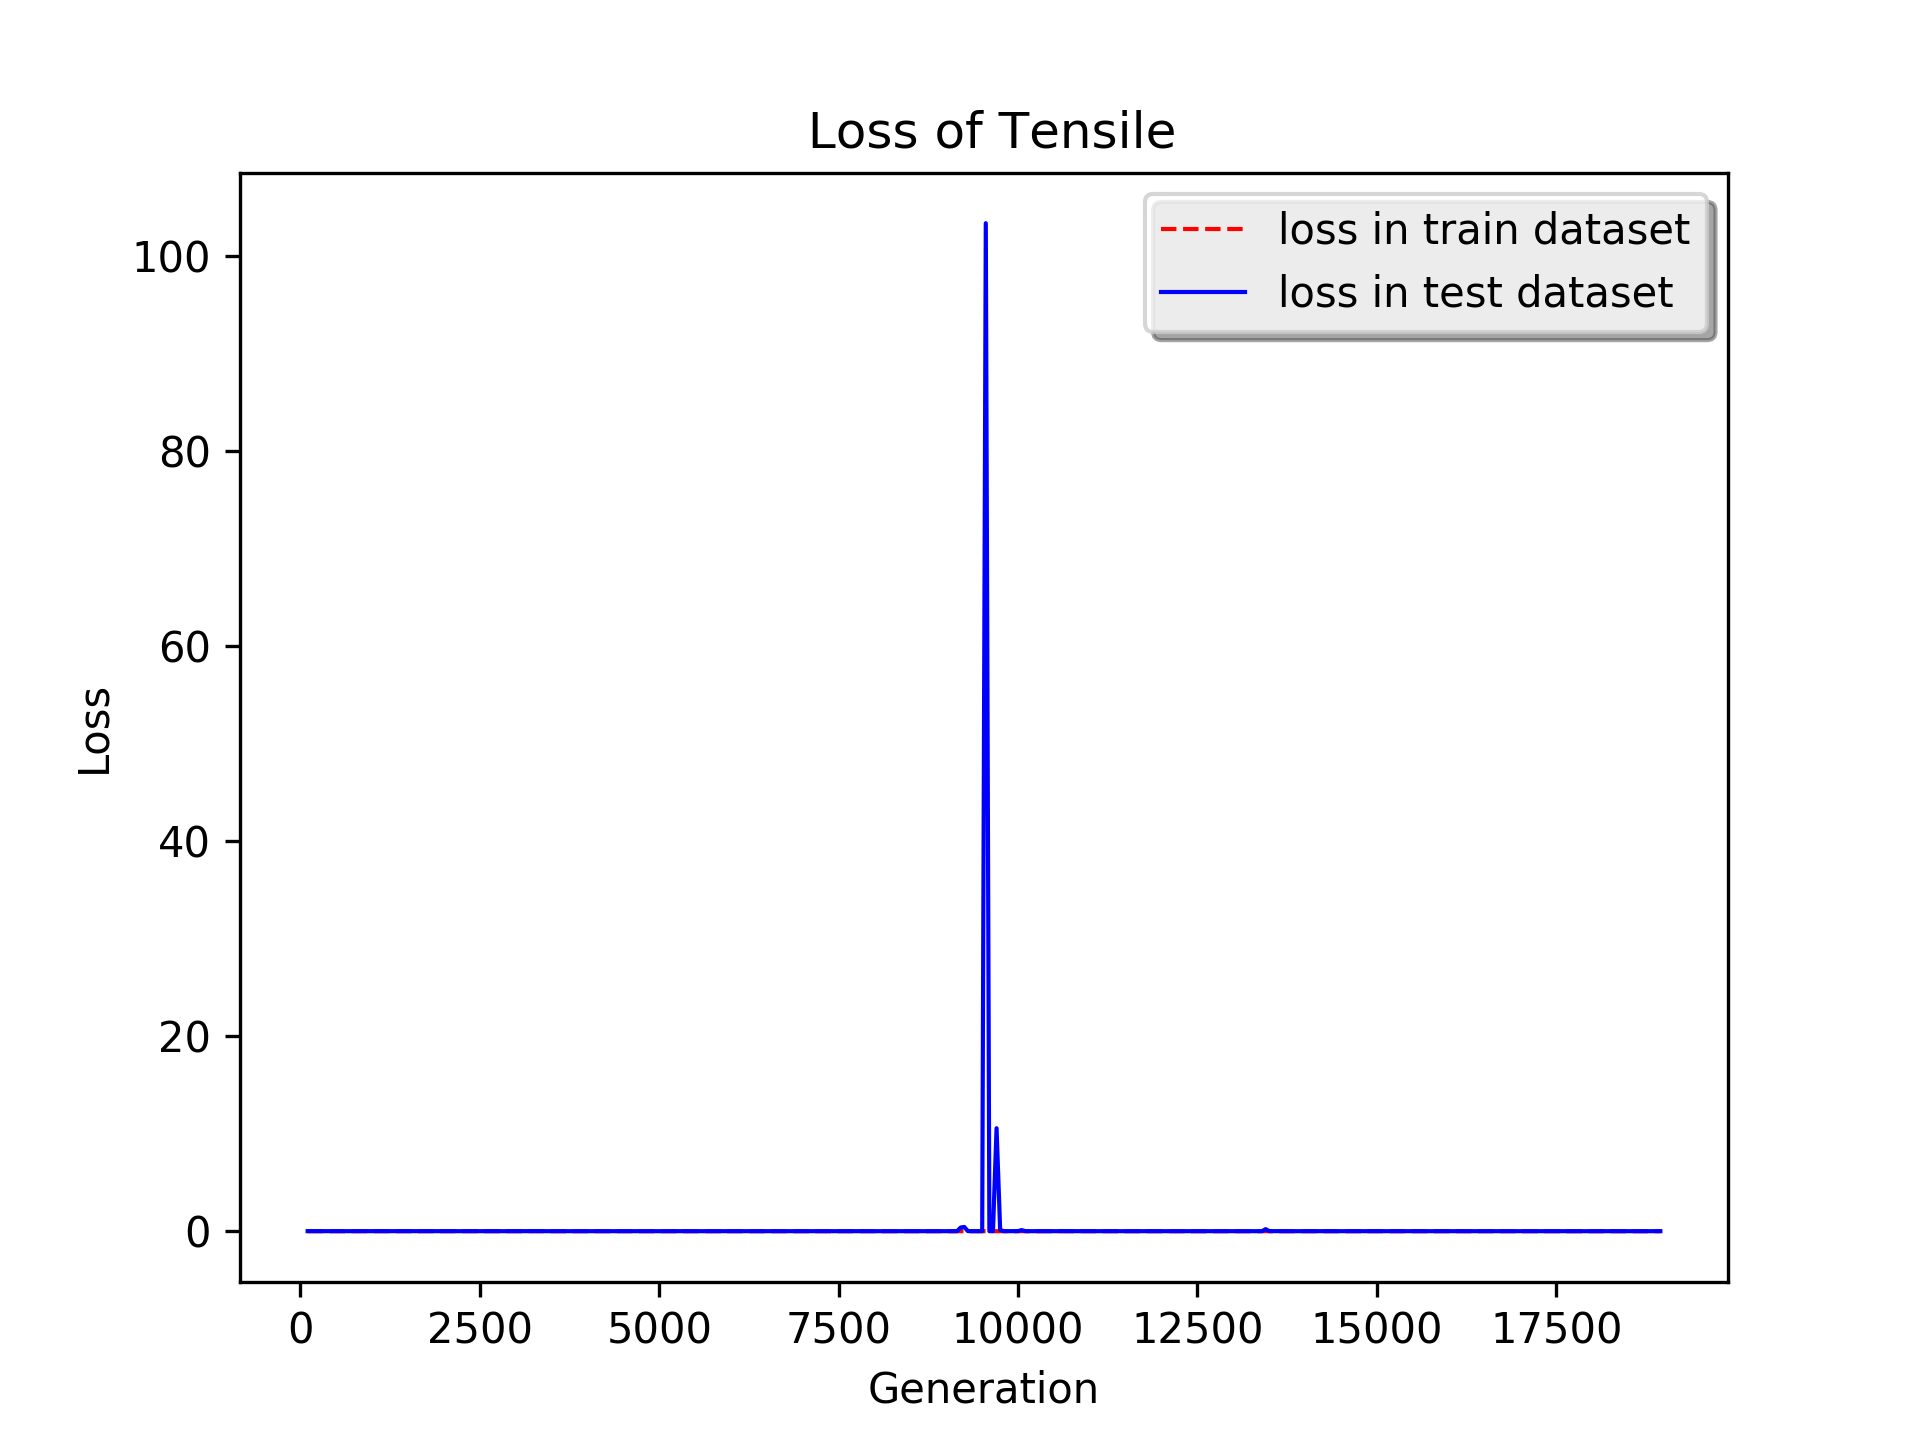 Loss of Tensile
loss in train dataset
loss in test dataset
100
80
60
40
20
0
Loss
0 2500 5000 7500 10000 12500 15000 17500
Generation